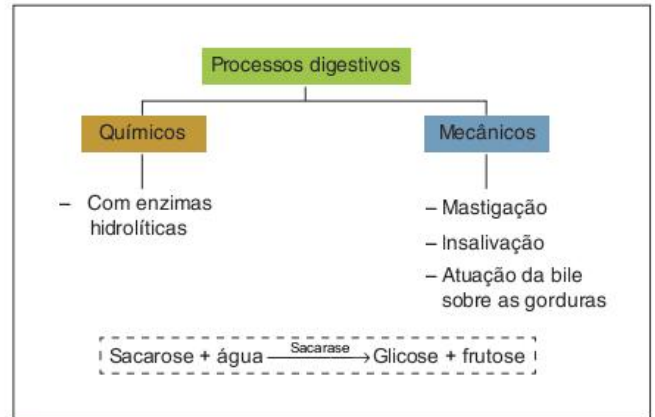 Processos digestivos
Químicos
Mecânicos
– Com enzimas
hidrolíticas
– Mastigação
– Insalivação
– Atuação da bile
sobre as gorduras
Sacarose + água Sacarase → Glicose + frutose